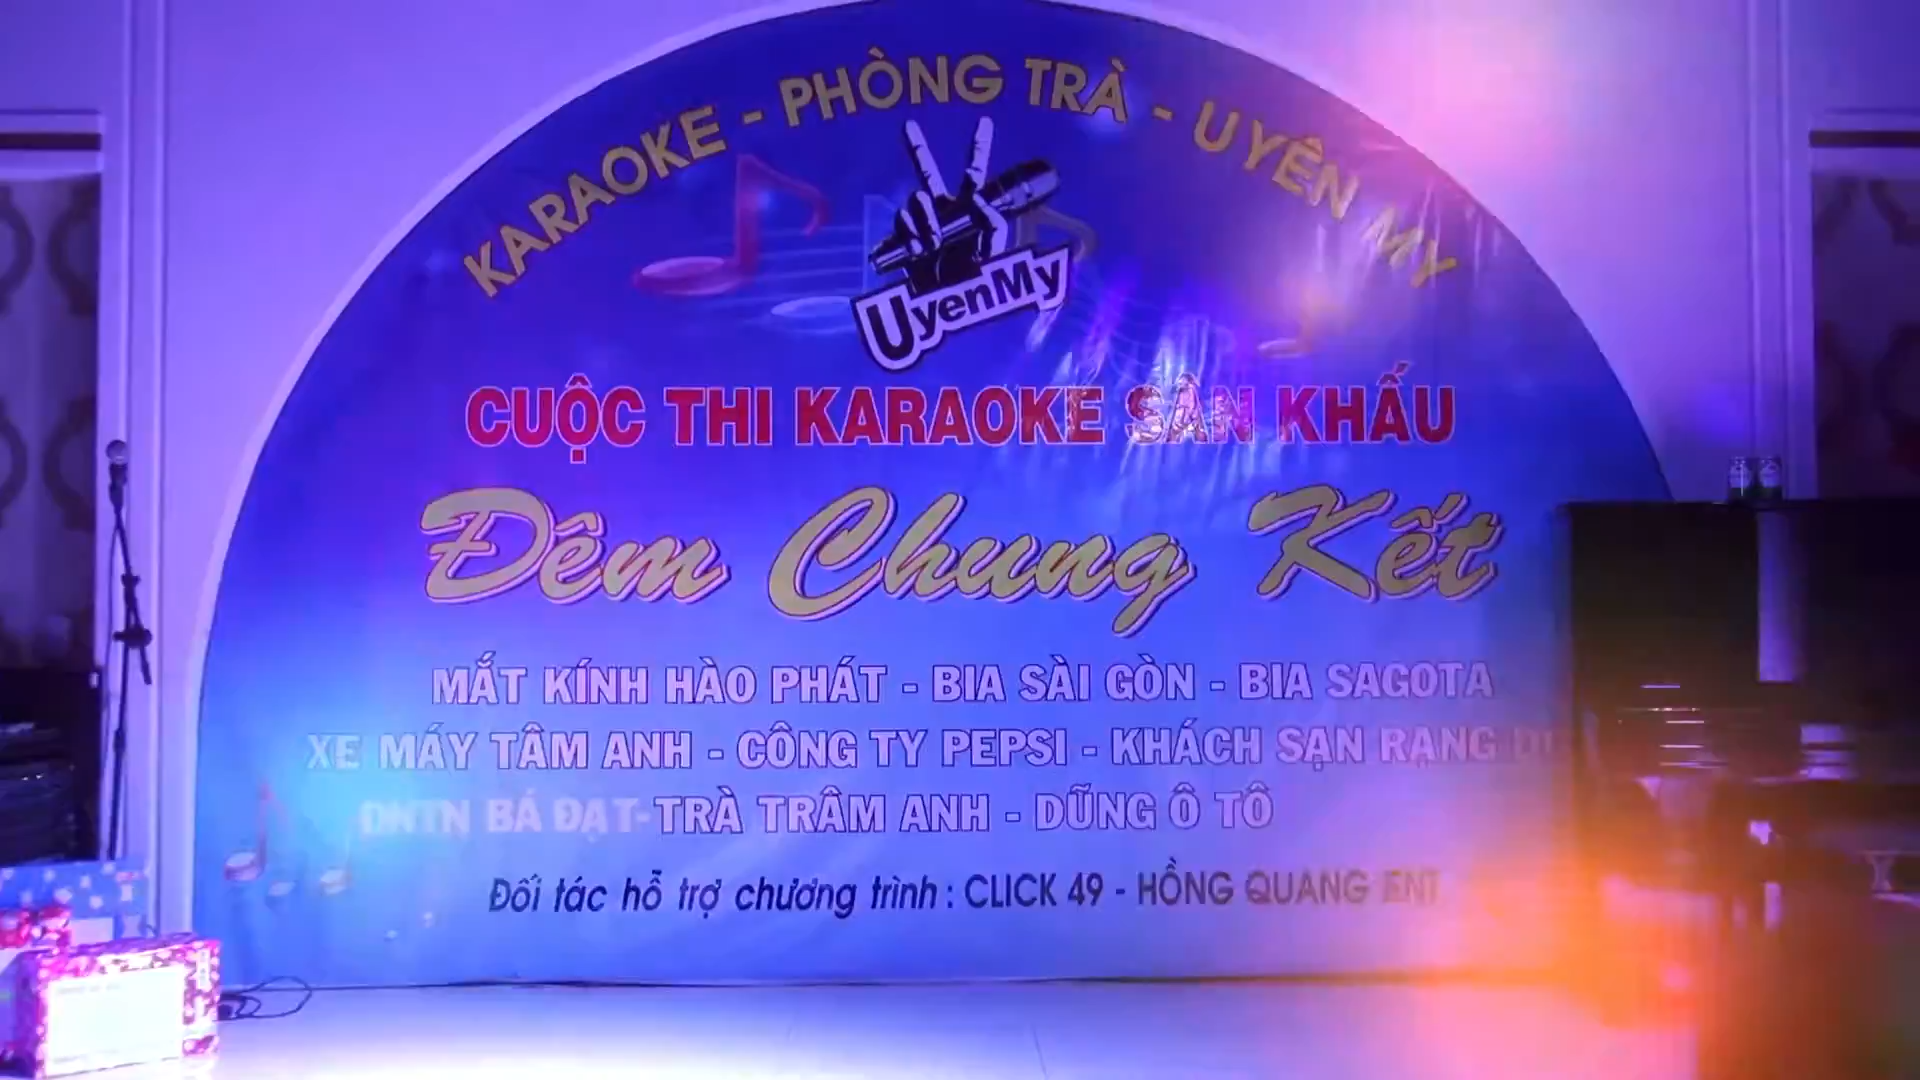 KARAOKE - PHÒNG TRÀ - UYÊN MY
UyenMy
CUỘC THI KARAOKE SÂN KHẤU
Đêm Chung Kết
MẮT KÍNH HÀO PHÁT - BIA SÀI GÒN - BIA SAGOTA
XE MÁY TÂM ANH - CÔNG TY PEPSI - KHÁCH SẠN RẠNG
DNTN BÁ ĐẠT - TRÀ TRÂM ANH - DŨNG Ô TÔ
Đối tác hỗ trợ chương trình : CLICK 49 - HỒNG QUANG ENT